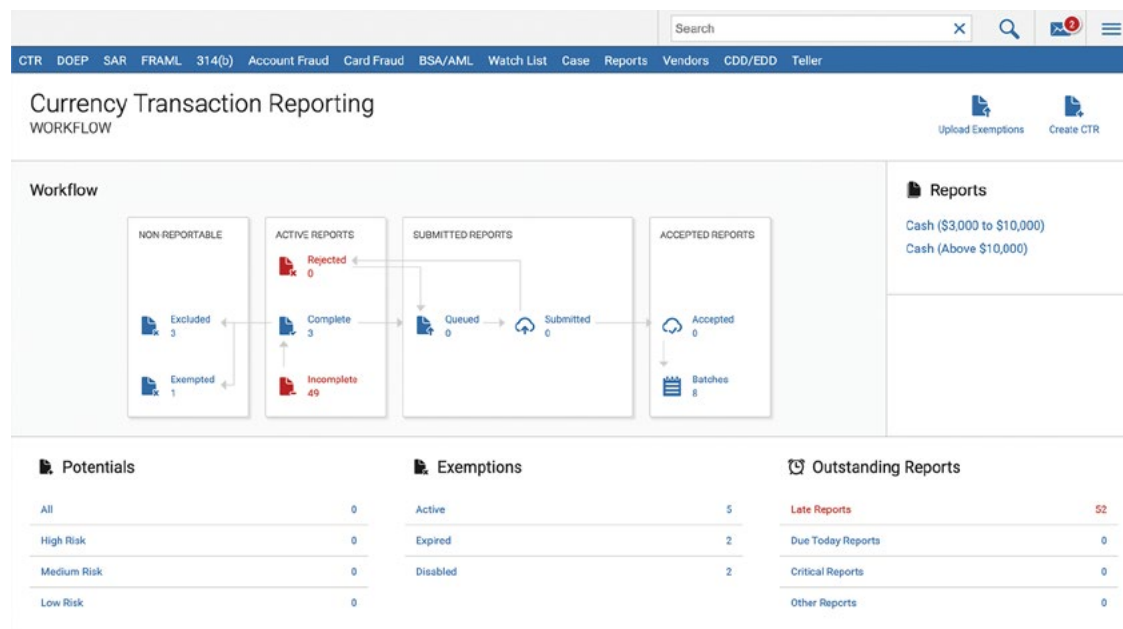 Search
2
CTR DOEP SAR FRAML 314(b) Account Fraud Card Fraud BSA/AML Watch List Case Reports Vendors CDD/EDD Teller
Currency Transaction Reporting
WORKFLOW
Upload Exemptions
Create CTR
Workflow
NON-REPORTABLE
Excluded
3
Exempted
1
ACTIVE REPORTS
Rejected
0
Complete
3
Incomplete
49
SUBMITTED REPORTS
Queued
0
Submitted
0
ACCEPTED REPORTS
Accepted
0
Batches
8
Reports
Cash ($3,000 to $10,000)
Cash (Above $10,000)
Potentials
All 0
High Risk 0
Medium Risk 0
Low Risk 0
Exemptions
Active 5
Expired 2
Disabled 2
Outstanding Reports
Late Reports 52
Due Today Reports 0
Critical Reports 0
Other Reports 0